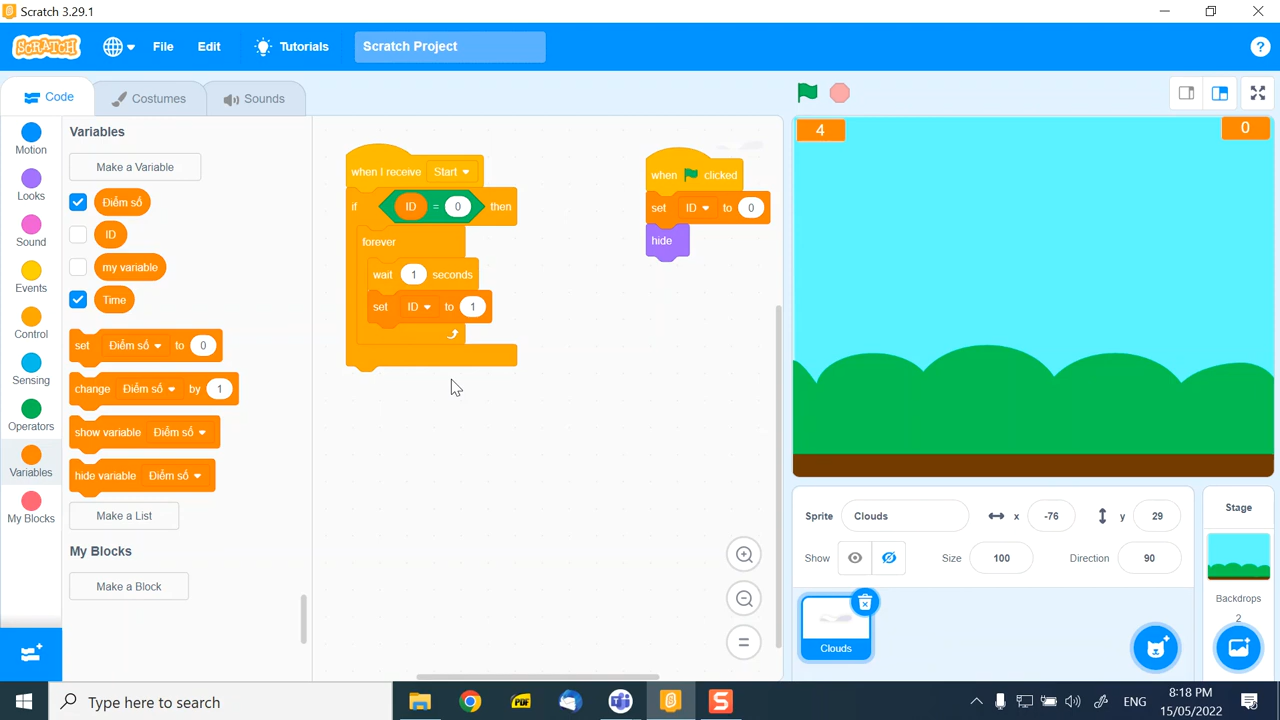 Scratch 3.29.1
SCRATCH File Edit Tutorials Scratch Project ?
Code Costumes Sounds
Motion
Looks
Sound
Events
Control
Sensing
Operators
Variables
My Blocks
Variables
Make a Variable
Điểm số
ID
my variable
Time
set Điểm số to 0
change Điểm số by 1
show variable Điểm số
hide variable Điểm số
Make a List
My Blocks
Make a Block
when I receive Start
if ID = 0 then
forever
wait 1 seconds
set ID to 1
when clicked
set ID to 0
hide
4 0
Sprite Clouds x -76 y 29
Show Size 100 Direction 90
Clouds
Stage
Backdrops
2
Type here to search
PDF
S
ENG
8:18 PM
15/05/2022